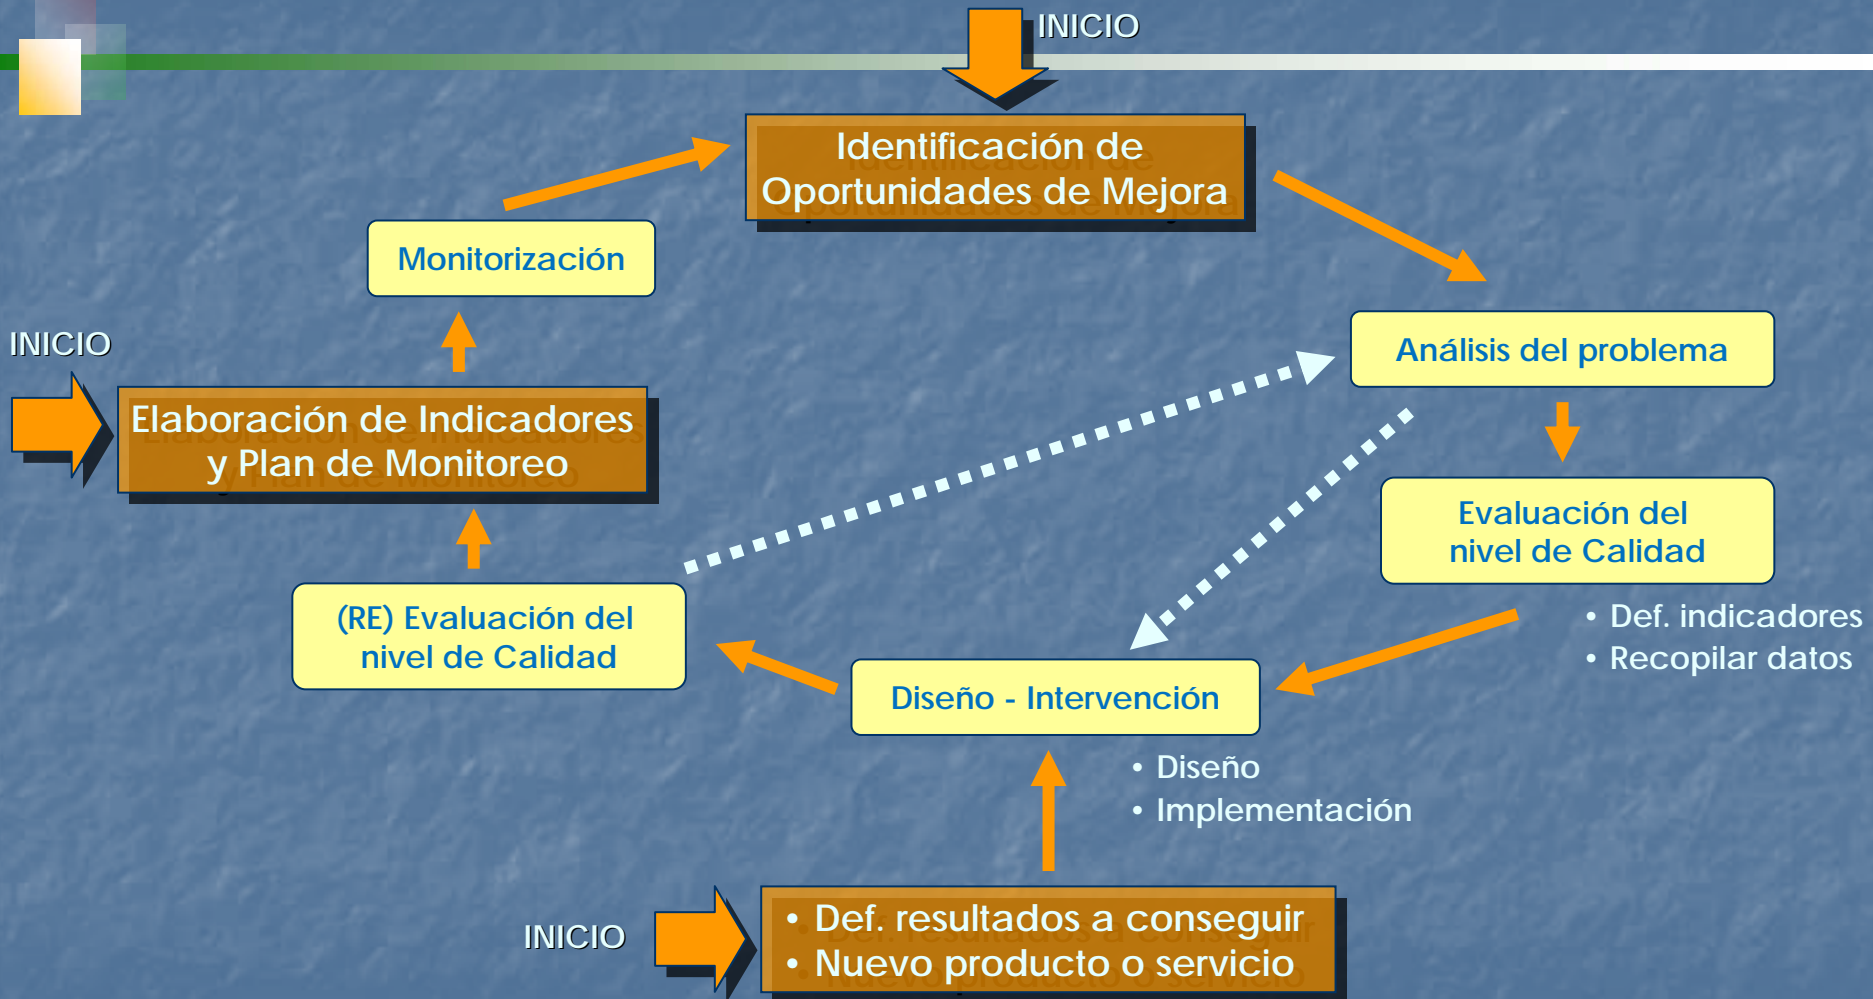 INICIO
Identificación de
Oportunidades de Mejora
Monitorización
INICIO
Análisis del problema
Elaboración de Indicadores
y Plan de Monitoreo
Evaluación del
nivel de Calidad
(RE) Evaluación del
nivel de Calidad
• Def. indicadores
• Recopilar datos
Diseño - Intervención
• Diseño
• Implementación
INICIO
• Def. resultados a conseguir
• Nuevo producto o servicio